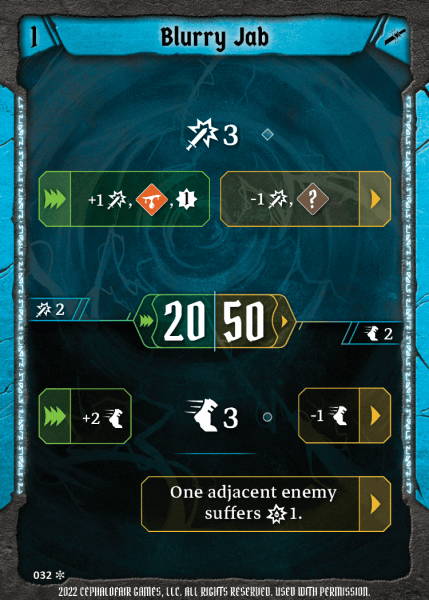 1
Blurry Jab
3
+1 , ,
-1 , ?
2
20 50
2
+2
3
-1
One adjacent enemy
suffers 1.
032
2022 CEPHALOFAIR GAMES, LLC. ALL RIGHTS RESERVED. USED WITH PERMISSION.